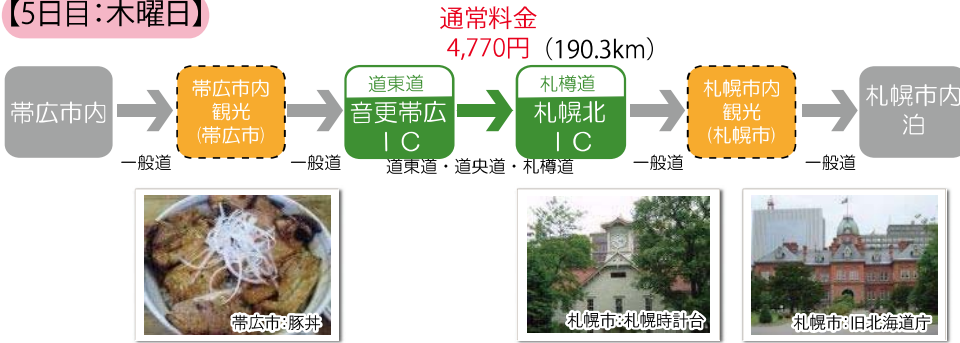 【5日目：木曜日】
通常料金
4,770円（190.3km）
帯広市内
一般道
帯広市内
観光
(帯広市)
一般道
道東道
音更帯広
ＩＣ
道東道・道央道・札樽道
札樽道
札幌北
ＩＣ
一般道
札幌市内
観光
(札幌市)
一般道
札幌市内
泊
帯広市：豚丼
札幌市：札幌時計台
札幌市：旧北海道庁